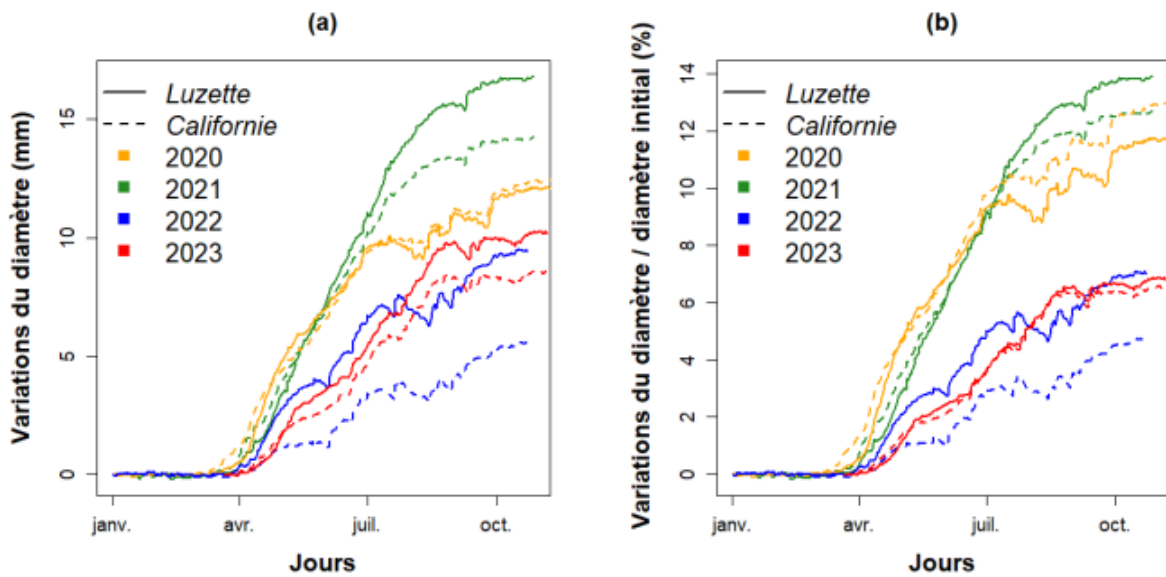 (a)
Variations du diamètre (mm)
15
10
5
0
Luzette
Californie
2020
2021
2022
2023
janv.
avr.
juil.
oct.
Jours
(b)
Variations du diamètre / diamètre initial (%)
14
12
10
8
6
4
2
0
Luzette
Californie
2020
2021
2022
2023
janv.
avr.
juil.
oct.
Jours